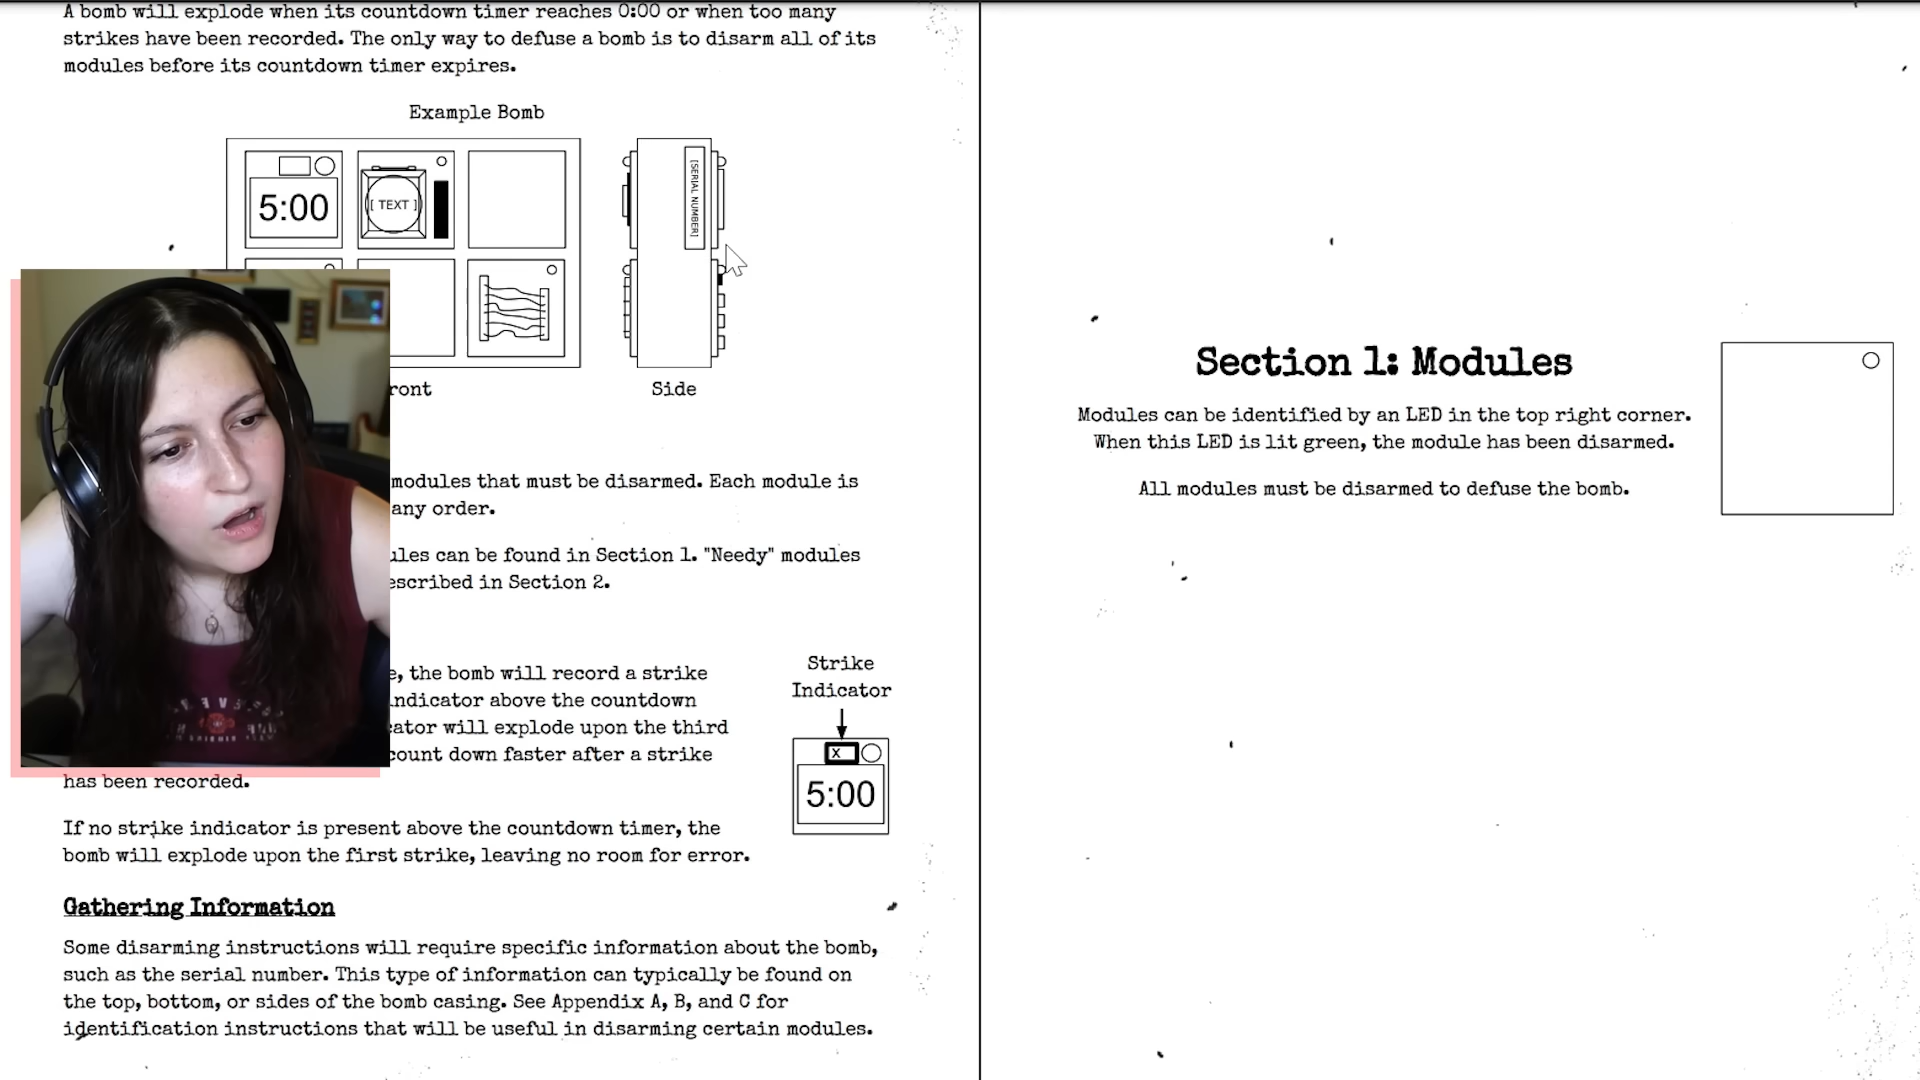 A bomb will explode when its countdown timer reaches 0:00 or when too many
strikes have been recorded. The only way to defuse a bomb is to disarm all of its
modules before its countdown timer expires.
Example Bomb
5:00
[ TEXT ]
[SERIAL NUMBER]
ront
Side
modules that must be disarmed. Each module is
any order.
ules can be found in Section 1. "Needy" modules
escribed in Section 2.
e, the bomb will record a strike
indicator above the countdown
cator will explode upon the third
count down faster after a strike
has been recorded.
Strike
Indicator
X
5:00
If no strike indicator is present above the countdown timer, the
bomb will explode upon the first strike, leaving no room for error.
Gathering Information
Some disarming instructions will require specific information about the bomb,
such as the serial number. This type of information can typically be found on
the top, bottom, or sides of the bomb casing. See Appendix A, B, and C for
identification instructions that will be useful in disarming certain modules.
Section 1: Modules
Modules can be identified by an LED in the top right corner.
When this LED is lit green, the module has been disarmed.
All modules must be disarmed to defuse the bomb.